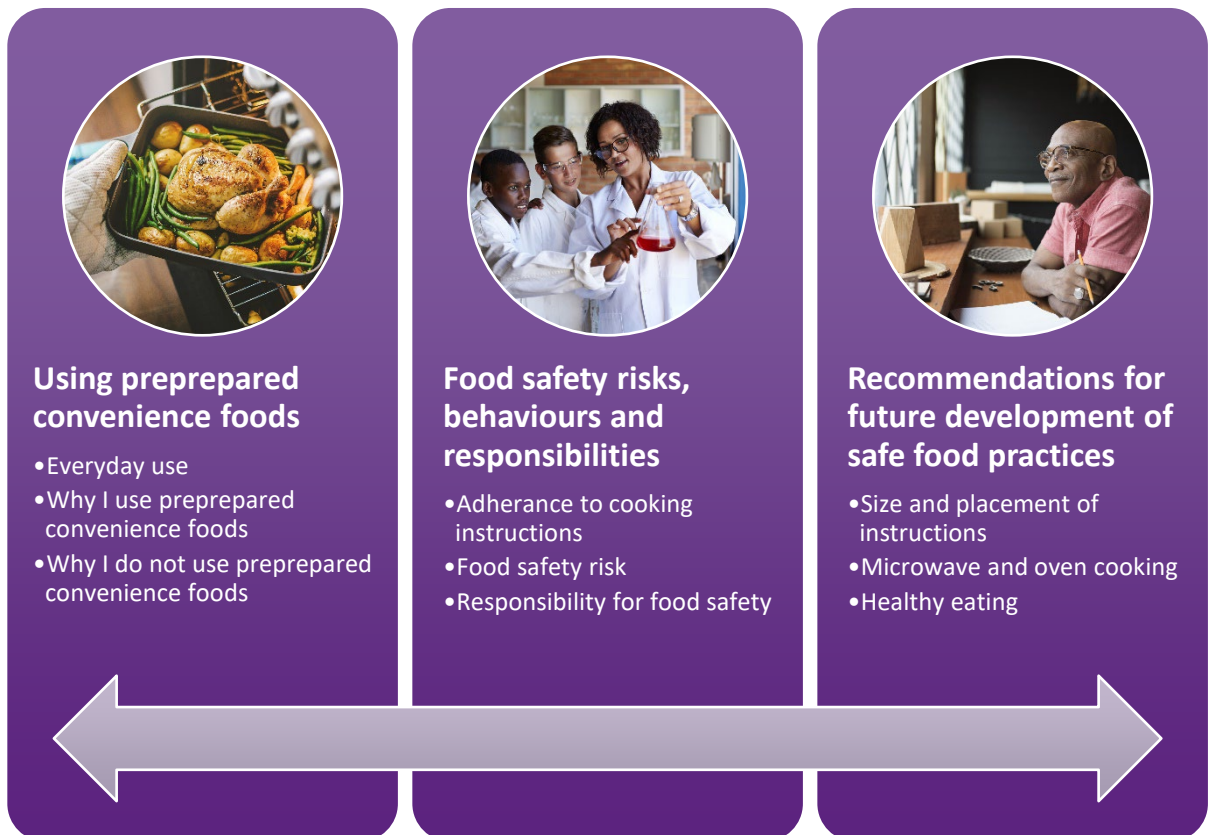 Using preprepared
convenience foods
•Everyday use
•Why I use preprepared
convenience foods
•Why I do not use preprepared
convenience foods
Food safety risks,
behaviours and
responsibilities
•Adherance to cooking
instructions
•Food safety risk
•Responsibility for food safety
Recommendations for
future development of
safe food practices
•Size and placement of
instructions
•Microwave and oven cooking
•Healthy eating